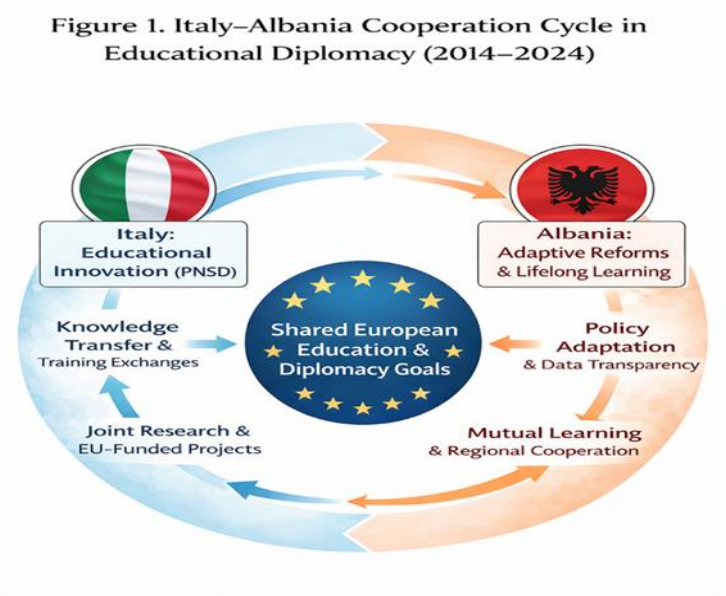 Figure 1. Italy–Albania Cooperation Cycle in
Educational Diplomacy (2014–2024)
Italy:
Educational
Innovation (PNSD)
Albania:
Adaptive Reforms
& Lifelong Learning
Knowledge
Transfer &
Training Exchanges
Shared European
Education &
Diplomacy Goals
Policy
Adaptation
& Data Transparency
Joint Research &
EU-Funded Projects
Mutual Learning
& Regional Cooperation